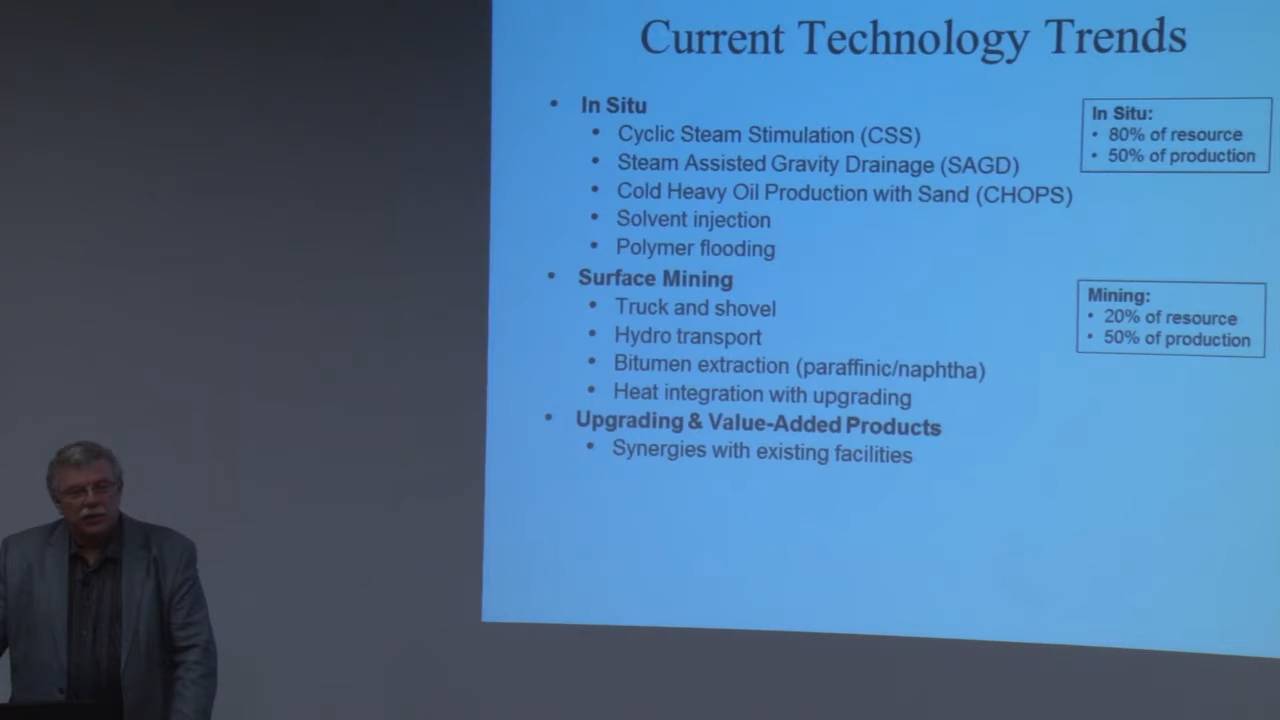 Current Technology Trends
• In Situ
• Cyclic Steam Stimulation (CSS)
• Steam Assisted Gravity Drainage (SAGD)
• Cold Heavy Oil Production with Sand (CHOPS)
• Solvent injection
• Polymer flooding
In Situ:
• 80% of resource
• 50% of production
• Surface Mining
• Truck and shovel
• Hydro transport
• Bitumen extraction (paraffinic/naphtha)
• Heat integration with upgrading
Mining:
• 20% of resource
• 50% of production
• Upgrading & Value-Added Products
• Synergies with existing facilities